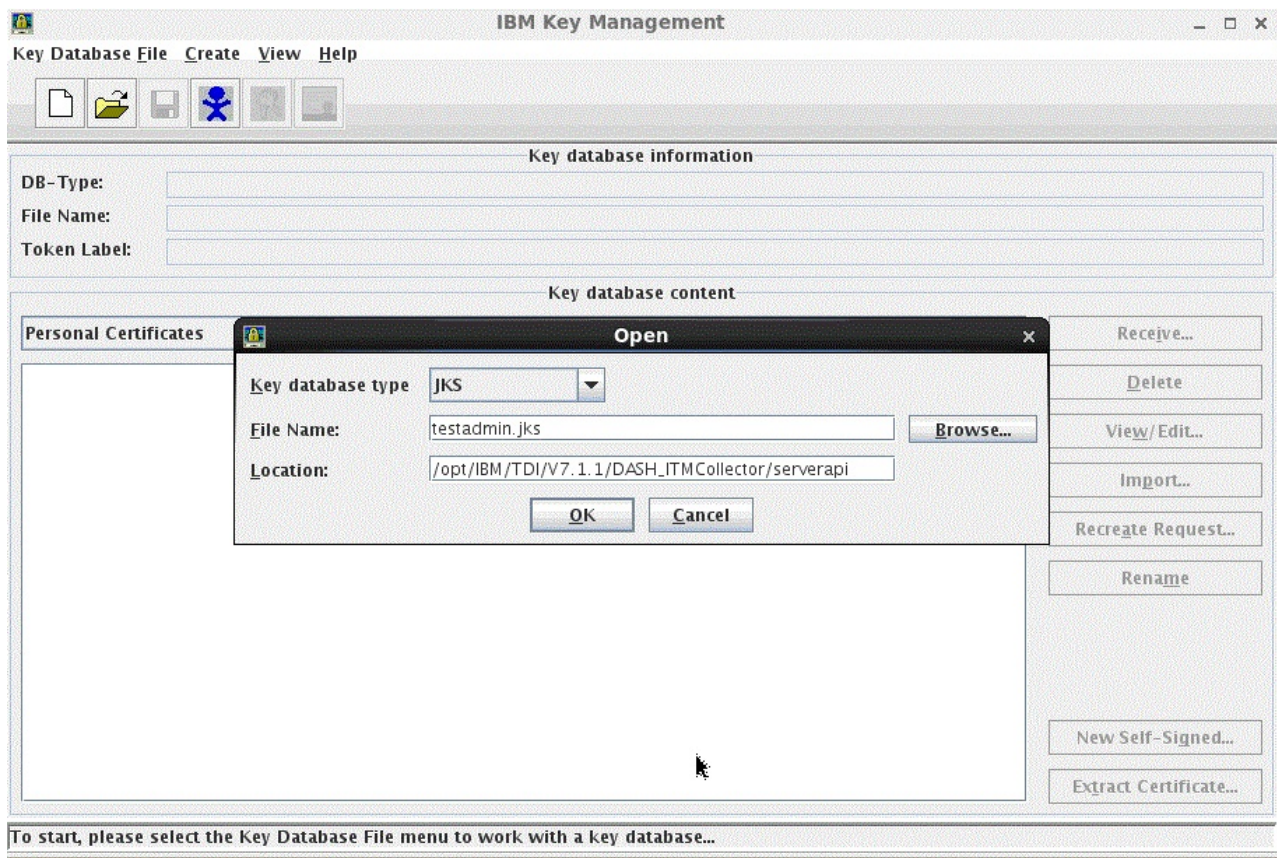 IBM Key Management
Key Database File Create View Help
Key database information
DB-Type:
File Name:
Token Label:
Key database content
Personal Certificates
Open
Key database type JKS
File Name: testadmin.jks Browse...
Location: /opt/IBM/TDI/V7.1.1/DASH_ITMCollector/serverapi
OK Cancel
Receive...
Delete
View/Edit...
Import...
Recreate Request...
Rename
New Self-Signed...
Extract Certificate...
To start, please select the Key Database File menu to work with a key database...